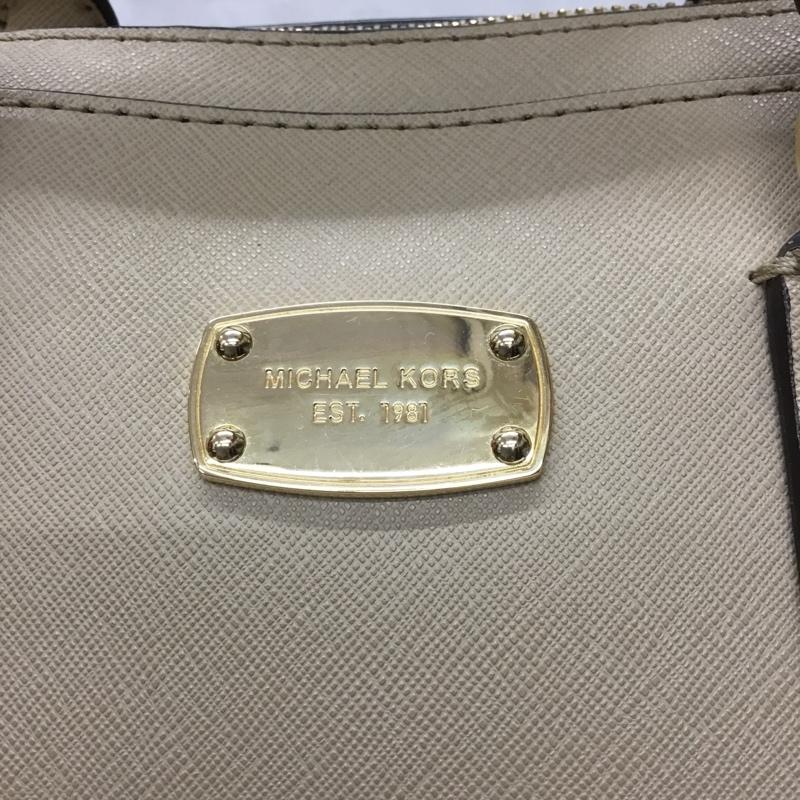 MICHAEL KORS
EST. 1981